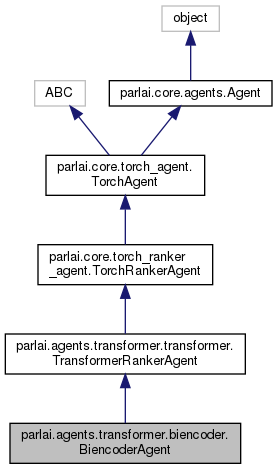 object
ABC
parlai.core.agents.Agent
parlai.core.torch_agent.
TorchAgent
parlai.core.torch_ranker
_agent.TorchRankerAgent
parlai.agents.transformer.transformer.
TransformerRankerAgent
parlai.agents.transformer.biencoder.
BiencoderAgent